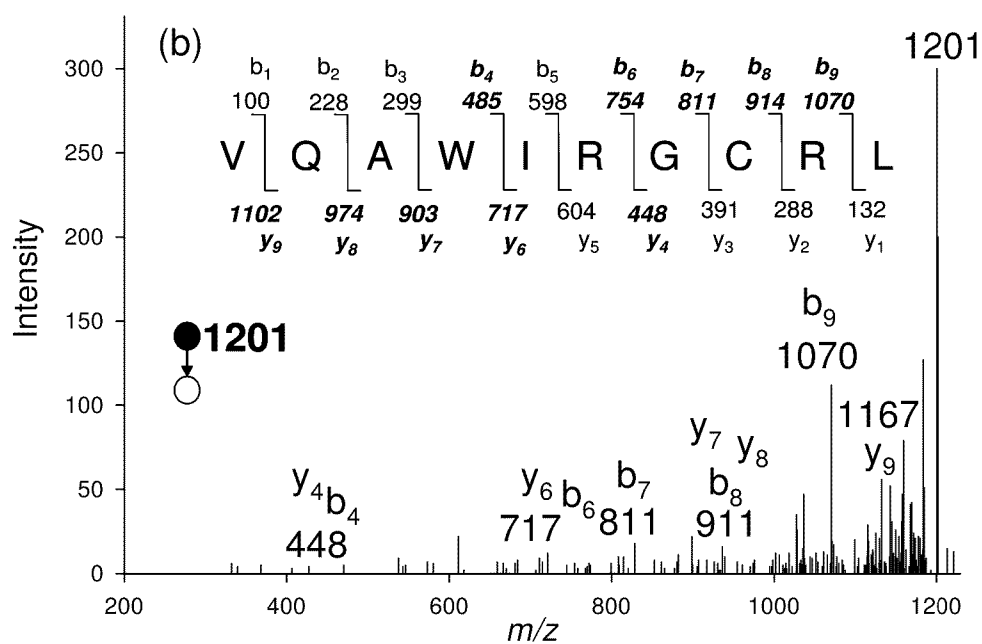 (b)
1201
b1 b2 b3 b4 b5 b6 b7 b8 b9
100 228 299 485 598 754 811 914 1070
V Q A W I R G C R L
1102 974 903 717 604 448 391 288 132
y9 y8 y7 y6 y5 y4 y3 y2 y1
300
250
200
150
100
50
0
Intensity
1201
b9
1070
1167
y9
y7 y8
b8
911
b7
811
y6 b6
717
y4 b4
448
200 400 600 800 1000 1200
m/z